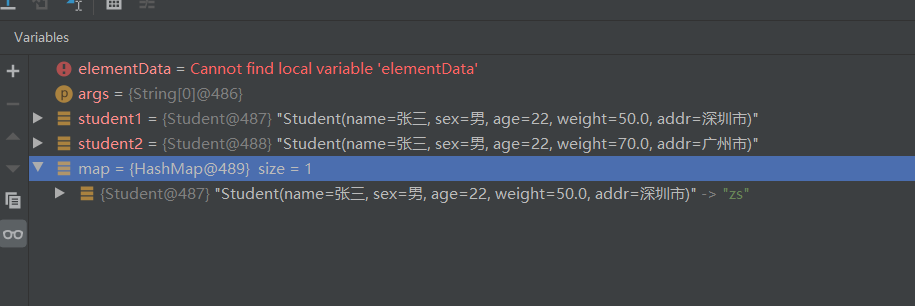 Variables
elementData = Cannot find local variable 'elementData'
p args = {String[0]@486}
student1 = {Student@487} "Student(name=张三, sex=男, age=22, weight=50.0, addr=深圳市)"
student2 = {Student@488} "Student(name=张三, sex=男, age=22, weight=70.0, addr=广州市)"
map = {HashMap@489} size = 1
{Student@487} "Student(name=张三, sex=男, age=22, weight=50.0, addr=深圳市)" -> "zs"